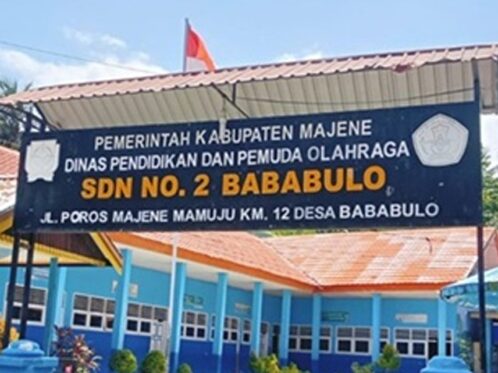 PEMERINTAH KABUPATEN MAJENE
DINAS PENDIDIKAN DAN PEMUDA OLAHRAGA
SDN NO. 2 BABABULO
JL. POROS MAJENE MAMUJU KM. 12 DESA BABABULO